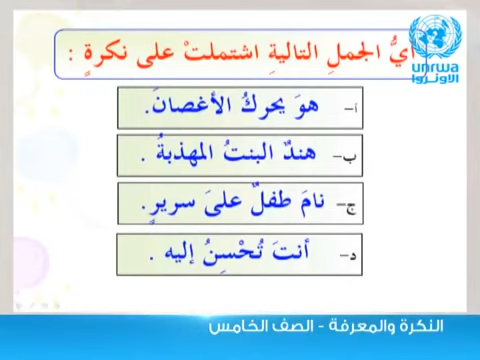 أيُّ الجملِ التاليةِ اشتملتْ على نكرةٍ :
unrwa
الأونروا
أ- هوَ يحركُ الأغصانَ.
ب- هندٌ البنتُ المهذبةُ .
ج- نامَ طفلٌ علىَ سريرٍ.
د- أنتَ تُحْسِنُ إليه .
النكرة والمعرفة - الصف الخامس